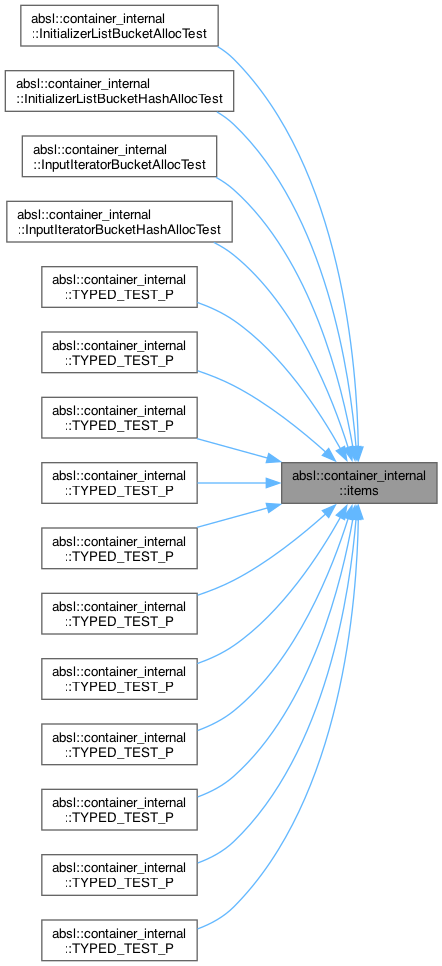 absl::container_internal
::InitializerListBucketAllocTest
absl::container_internal
::InitializerListBucketHashAllocTest
absl::container_internal
::InputIteratorBucketAllocTest
absl::container_internal
::InputIteratorBucketHashAllocTest
absl::container_internal
::TYPED_TEST_P
absl::container_internal
::TYPED_TEST_P
absl::container_internal
::TYPED_TEST_P
absl::container_internal
::TYPED_TEST_P
absl::container_internal
::items
absl::container_internal
::TYPED_TEST_P
absl::container_internal
::TYPED_TEST_P
absl::container_internal
::TYPED_TEST_P
absl::container_internal
::TYPED_TEST_P
absl::container_internal
::TYPED_TEST_P
absl::container_internal
::TYPED_TEST_P
absl::container_internal
::TYPED_TEST_P